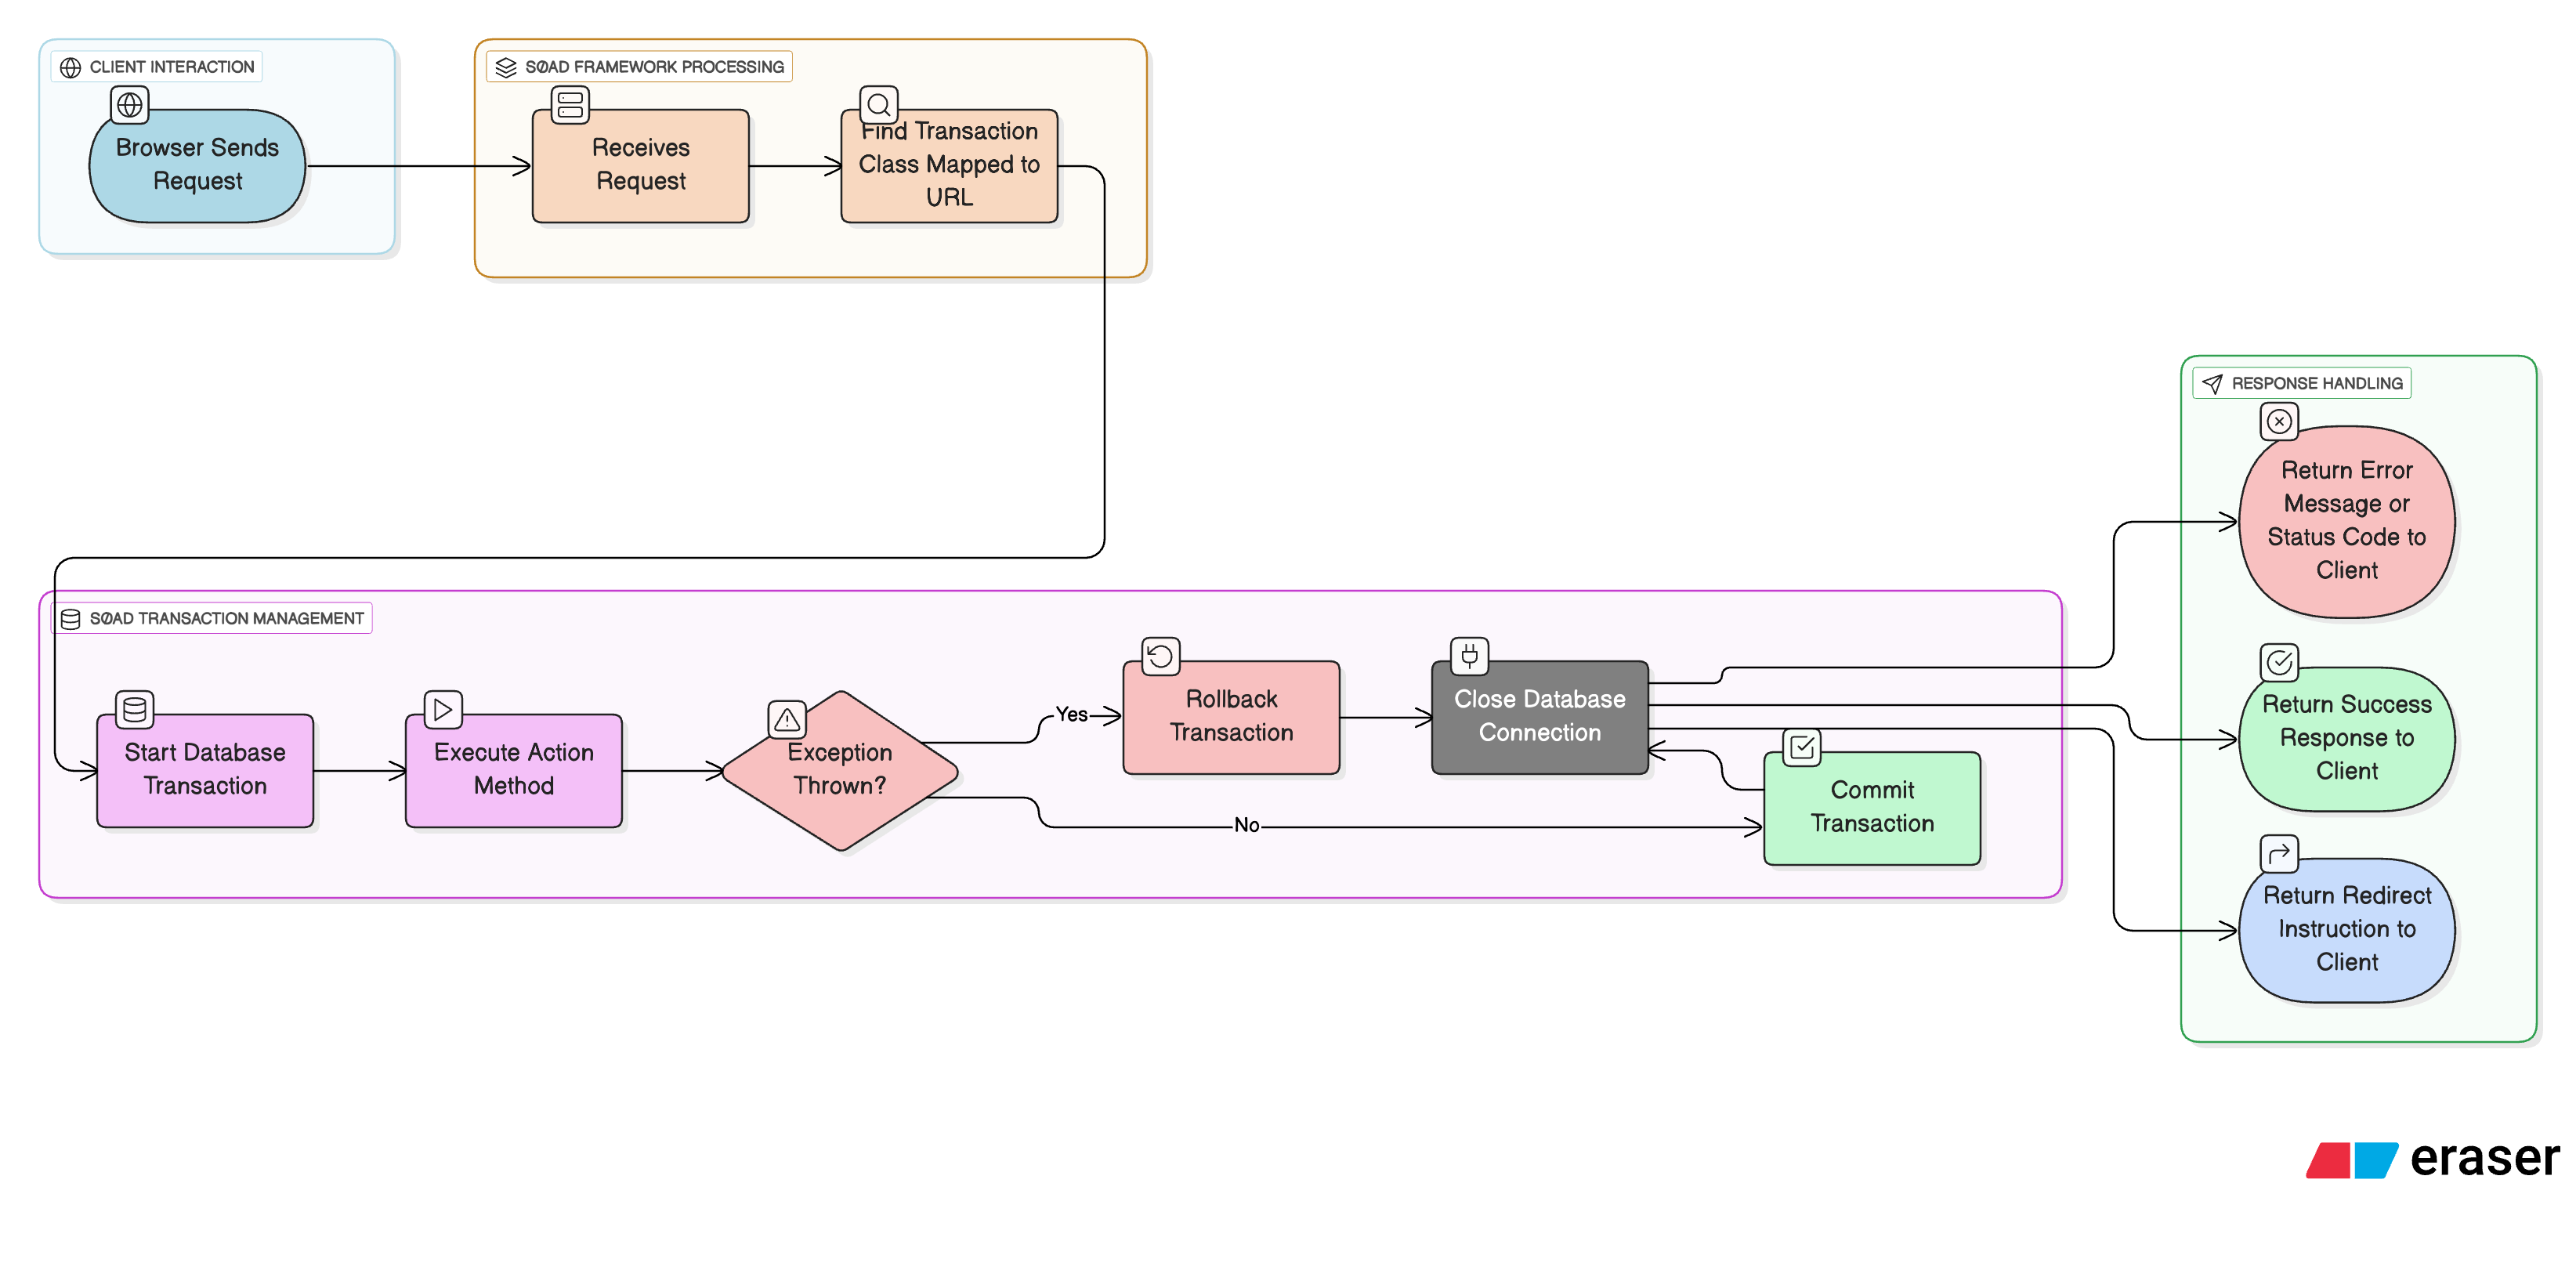 CLIENT INTERACTION
SØAD FRAMEWORK PROCESSING
Browser Sends
Request
Receives
Request
Find Transaction
Class Mapped to
URL
RESPONSE HANDLING
Return Error
Message or
Status Code to
Client
Return Success
Response to
Client
Return Redirect
Instruction to
Client
SØAD TRANSACTION MANAGEMENT
Start Database
Transaction
Execute Action
Method
Exception
Thrown?
Yes
No
Rollback
Transaction
Close Database
Connection
Commit
Transaction
eraser